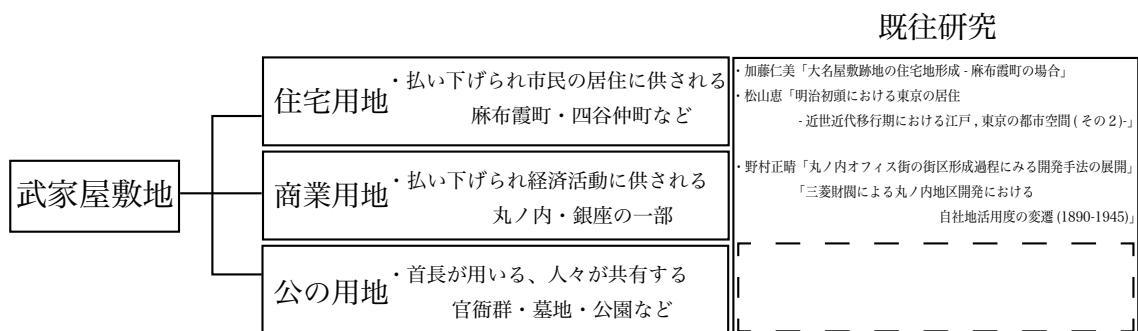 既往研究
武家屋敷地
住宅用地
・払い下げられ市民の居住に供される
麻布霞町・四谷仲町など
・加藤仁美「大名屋敷跡地の住宅地形成 - 麻布霞町の場合」
・松山恵「明治初頭における東京の居住
- 近世近代移行期における江戸 , 東京の都市空間 ( その 2 )-」
商業用地
・払い下げられ経済活動に供される
丸ノ内・銀座の一部
・野村正晴「丸ノ内オフィス街の街区形成過程にみる開発手法の展開」
「三菱財閥による丸ノ内地区開発における
自社地活用度の変遷 (1890-1945)」
公の用地
・首長が用いる、人々が共有する
官衙群・墓地・公園など